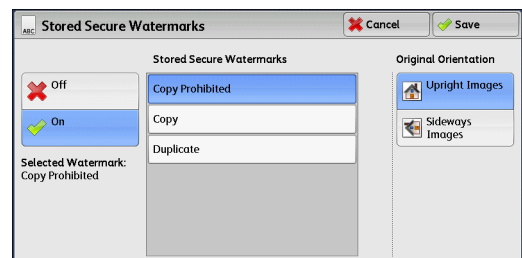 ABC Stored Secure Watermarks
Cancel
Save
Stored Secure Watermarks
Original Orientation
Off
On
Selected Watermark:
Copy Prohibited
Copy Prohibited
Copy
Duplicate
Upright Images
Sideways
Images